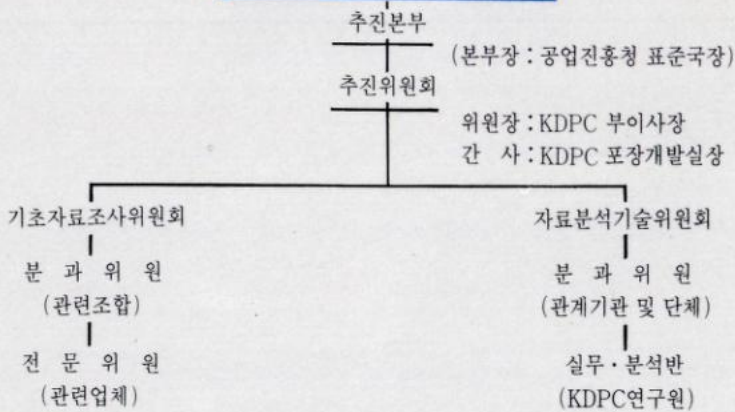 추진본부
(본부장 : 공업진흥청 표준국장)
추진위원회
위원장 : KDPC 부이사장
간 사 : KDPC 포장개발실장
기초자료조사위원회
자료분석기술위원회
분 과 위 원
(관련조합)
분 과 위 원
(관계기관 및 단체)
전 문 위 원
(관련업체)
실무 · 분석반
(KDPC연구원)